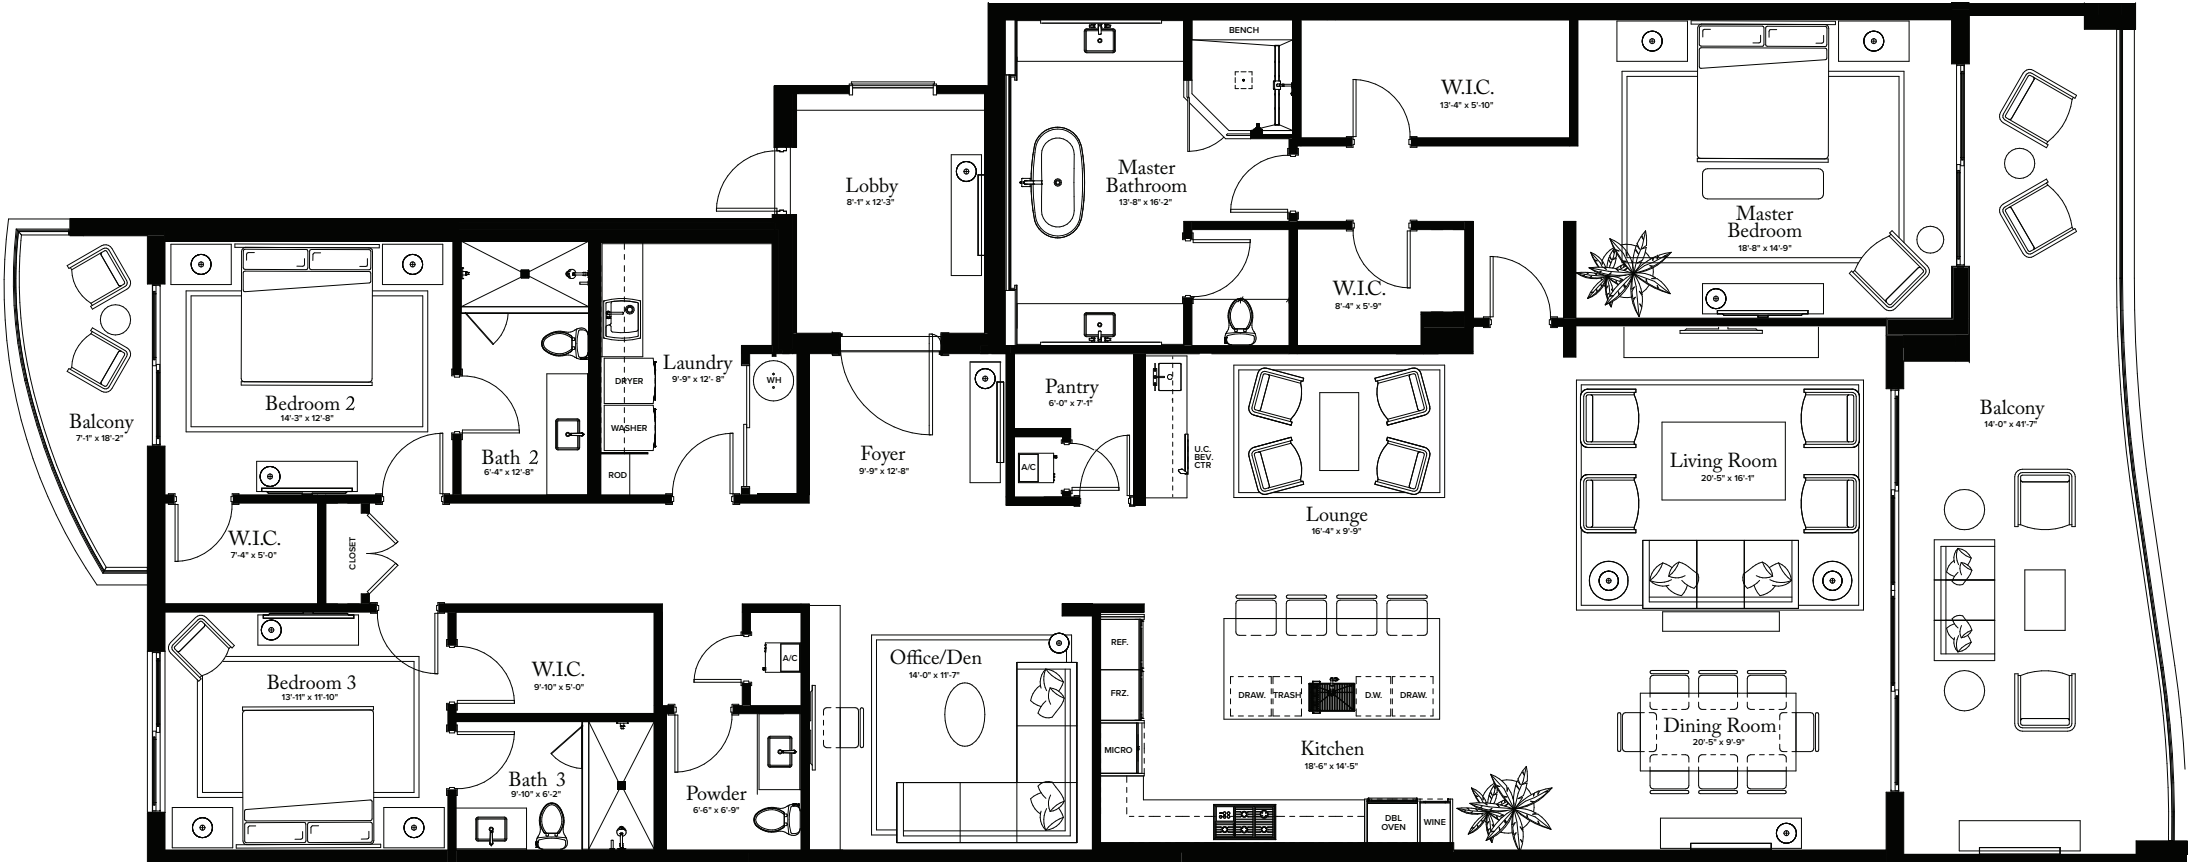 BENCH
W.I.C.
13'-4" x 5'-10"
Master
Bathroom
13'-8" x 16'-2"
Lobby
8'-1" x 12'-3"
Master
Bedroom
18'-8" x 14'-9"
W.I.C.
8'-4" x 5'-9"
Balcony
7'-1" x 18'-2"
Bedroom 2
14'-3" x 12'-8"
Bath 2
6'-4" x 12'-8"
Laundry
9'-9" x 12'- 8"
DRYER
WASHER
ROD
WH
Foyer
9'-9" x 12'-8"
Pantry
6'-0" x 7'-1"
A/C
U.C.
BEV.
CTR
Lounge
16'-4" x 9'-9"
Living Room
20'-5" x 16'-1"
Balcony
14'-0" x 41'-7"
W.I.C.
7'-4" x 5'-0"
CLOSET
Bedroom 3
13'-11" x 11'-10"
W.I.C.
9'-10" x 5'-0"
A/C
Office/Den
14'-0" x 11'-7"
REF.
FRZ.
MICRO
DRAW.
TRASH
D.W.
DRAW.
Kitchen
18'-6" x 14'-5"
Dining Room
20'-5" x 9'-9"
Bath 3
9'-10" x 6'-2"
Powder
6'-6" x 6'-9"
DBL
OVEN
WINE